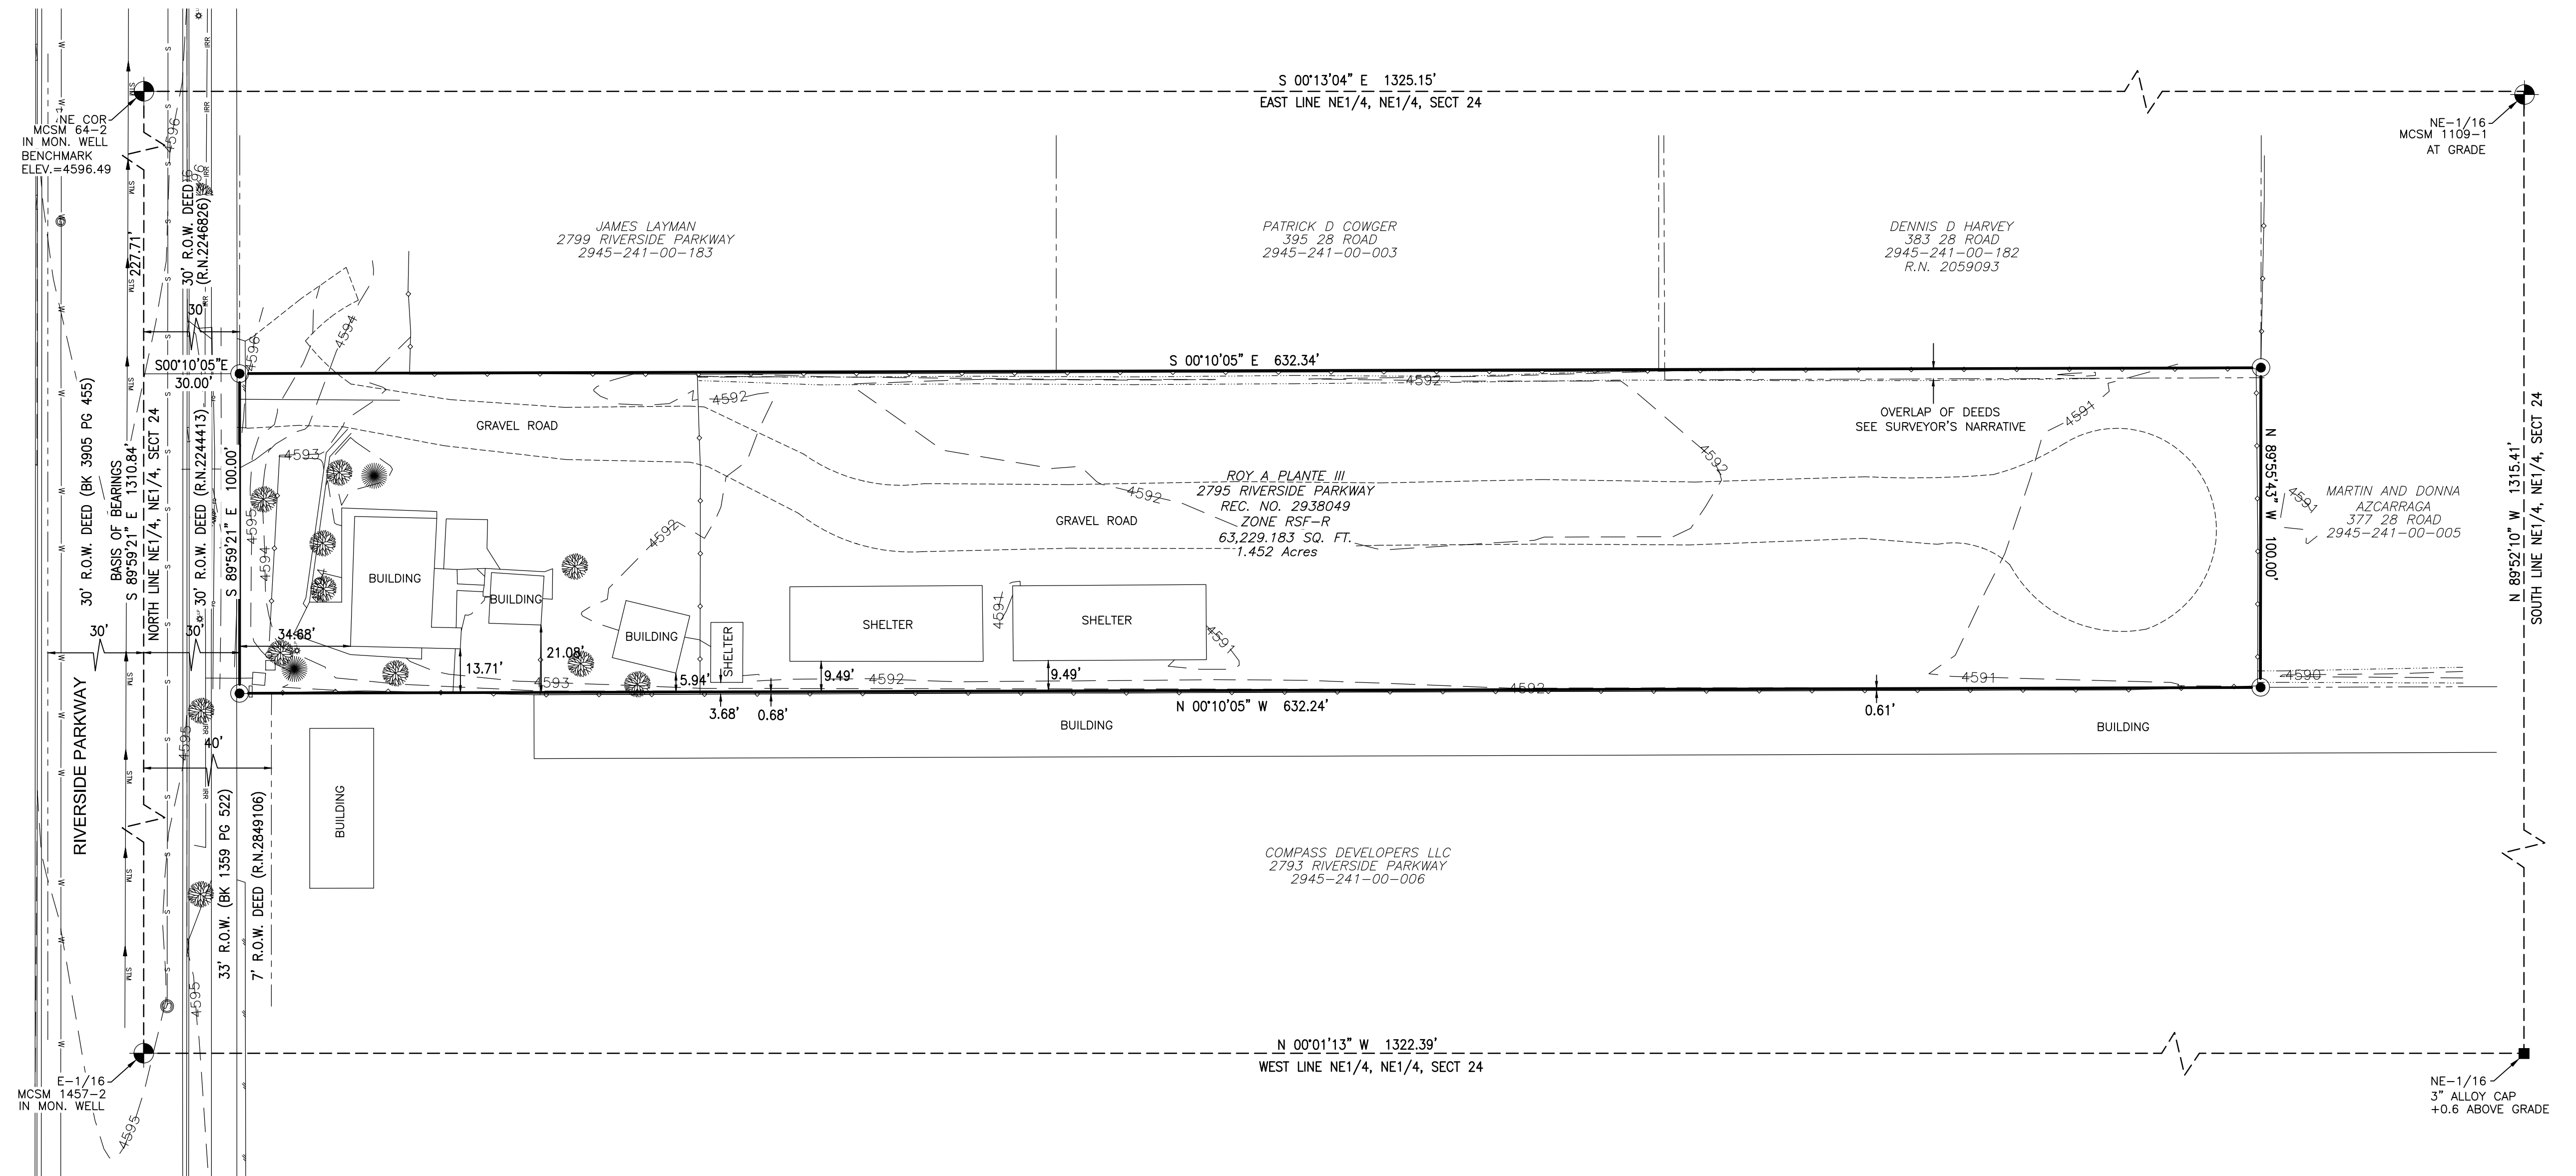 S 00°13'04" E 1325.15'
EAST LINE NE1/4, NE1/4, SECT 24
NE COR
MCSM 64-2
IN MON. WELL
BENCHMARK
ELEV.=4596.49
NE-1/16
MCSM 1109-1
AT GRADE
227.71'
30' R.O.W. DEED
(R.N.2246826)
30'
JAMES LAYMAN
2799 RIVERSIDE PARKWAY
2945-241-00-183
PATRICK D COWGER
395 28 ROAD
2945-241-00-003
DENNIS D HARVEY
383 28 ROAD
2945-241-00-182
R.N. 2059093
4596
4596
4594
S00°10'05"E
30.00'
S 00°10'05" E 632.34'
4592
4592
GRAVEL ROAD
OVERLAP OF DEEDS
SEE SURVEYOR'S NARRATIVE
4591
30' R.O.W. DEED (BK 3905 PG 455)
BASIS OF BEARINGS
S 89°59'21" E 1310.84'
NORTH LINE NE1/4, NE1/4, SECT 24
30' R.O.W. DEED (R.N.2244413)
S 89°59'21" E 100.00'
4593
4595
4594
4592
4592
4592
ROY A PLANTE III
2795 RIVERSIDE PARKWAY
REC. NO. 2938049
ZONE RSF-R
63,229.183 SQ. FT.
1.452 Acres
GRAVEL ROAD
N 89°55'43" W 100.00'
4591
MARTIN AND DONNA
AZCARRAGA
377 28 ROAD
2945-241-00-005
N 89°52'10" W 1315.41'
SOUTH LINE NE1/4, NE1/4, SECT 24
BUILDING
BUILDING
BUILDING
SHELTER
SHELTER
SHELTER
4591
4591
30'
30'
34.68'
13.71'
21.08'
5.94'
9.49'
9.49'
4593
4592
4592
4591
4590
3.68'
0.68'
N 00°10'05" W 632.24'
0.61'
BUILDING
BUILDING
RIVERSIDE PARKWAY
40'
4595
BUILDING
33' R.O.W. (BK 1359 PG 522)
7' R.O.W. DEED (R.N.2849106)
COMPASS DEVELOPERS LLC
2793 RIVERSIDE PARKWAY
2945-241-00-006
4595
4595
N 00°01'13" W 1322.39'
WEST LINE NE1/4, NE1/4, SECT 24
E-1/16
MCSM 1457-2
IN MON. WELL
NE-1/16
3" ALLOY CAP
+0.6 ABOVE GRADE